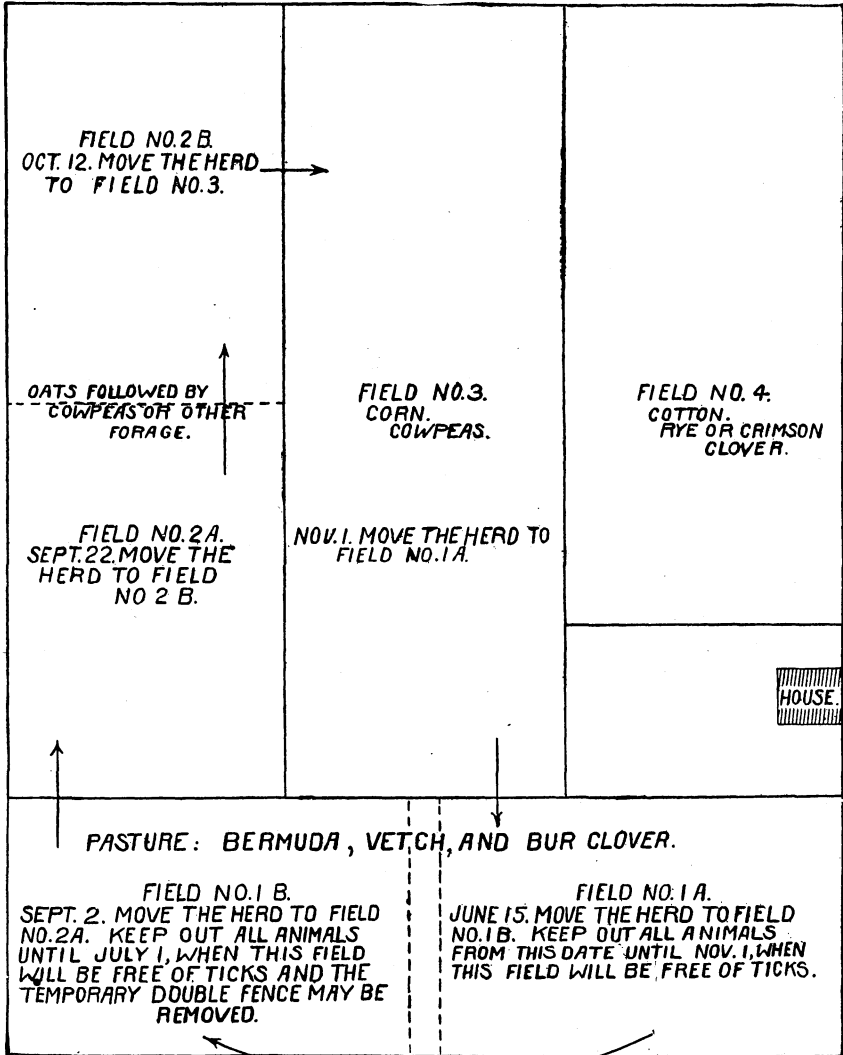 FIELD NO. 2 B.
OCT. 12. MOVE THE HERD
TO FIELD NO. 3.
OATS FOLLOWED BY
COWPEAS OR OTHER
FORAGE.
FIELD NO. 2 A.
SEPT. 22. MOVE THE
HERD TO FIELD
NO 2 B.
FIELD NO. 3.
CORN.
COWPEAS.
NOV. 1. MOVE THE HERD TO
FIELD NO. 1 A.
FIELD NO. 4.
COTTON.
RYE OR CRIMSON
CLOVER.
HOUSE.
PASTURE: BERMUDA, VETCH, AND BUR CLOVER.
FIELD NO. 1 B.
SEPT. 2. MOVE THE HERD TO FIELD
NO. 2A. KEEP OUT ALL ANIMALS
UNTIL JULY 1, WHEN THIS FIELD
WILL BE FREE OF TICKS AND THE
TEMPORARY DOUBLE FENCE MAY BE
REMOVED.
FIELD NO. 1 A.
JUNE 15. MOVE THE HERD TO FIELD
NO. 1B. KEEP OUT ALL ANIMALS
FROM THIS DATE UNTIL NOV. 1, WHEN
THIS FIELD WILL BE FREE OF TICKS.